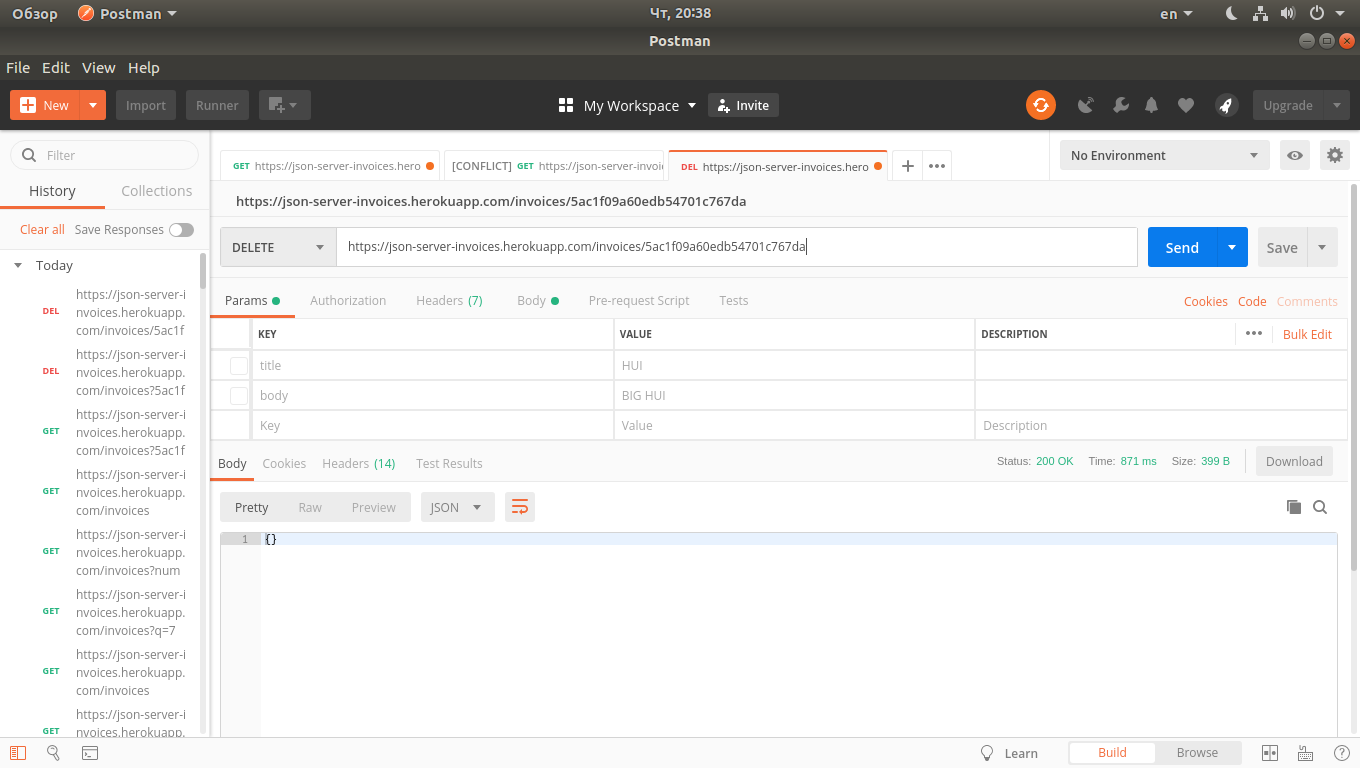 Обзор
Postman
Чт, 20:38
en
Postman
File Edit View Help
New
Import
Runner
My Workspace
Invite
Upgrade
Filter
History
Collections
Clear all
Save Responses
Today
DEL
https://json-server-i
nvoices.herokuapp.
com/invoices/5ac1f
DEL
https://json-server-i
nvoices.herokuapp.
com/invoices?5ac1f
GET
https://json-server-i
nvoices.herokuapp.
com/invoices?5ac1f
GET
https://json-server-i
nvoices.herokuapp.
com/invoices
GET
https://json-server-i
nvoices.herokuapp.
com/invoices?num
GET
https://json-server-i
nvoices.herokuapp.
com/invoices?q=7
GET
https://json-server-i
nvoices.herokuapp.
com/invoices
GET
https://json-server-i
nvoices.herokuapp.
GET https://json-server-invoices.hero
[CONFLICT] GET https://json-server-invoi
DEL https://json-server-invoices.hero
No Environment
https://json-server-invoices.herokuapp.com/invoices/5ac1f09a60edb54701c767da
DELETE
https://json-server-invoices.herokuapp.com/invoices/5ac1f09a60edb54701c767da
Send
Save
Params
Authorization
Headers (7)
Body
Pre-request Script
Tests
Cookies
Code
Comments
KEY VALUE DESCRIPTION
Bulk Edit
title HUI
body BIG HUI
Key Value Description
Body
Cookies
Headers (14)
Test Results
Status: 200 OK
Time: 871 ms
Size: 399 B
Download
Pretty
Raw
Preview
JSON
1 {}
Learn
Build
Browse